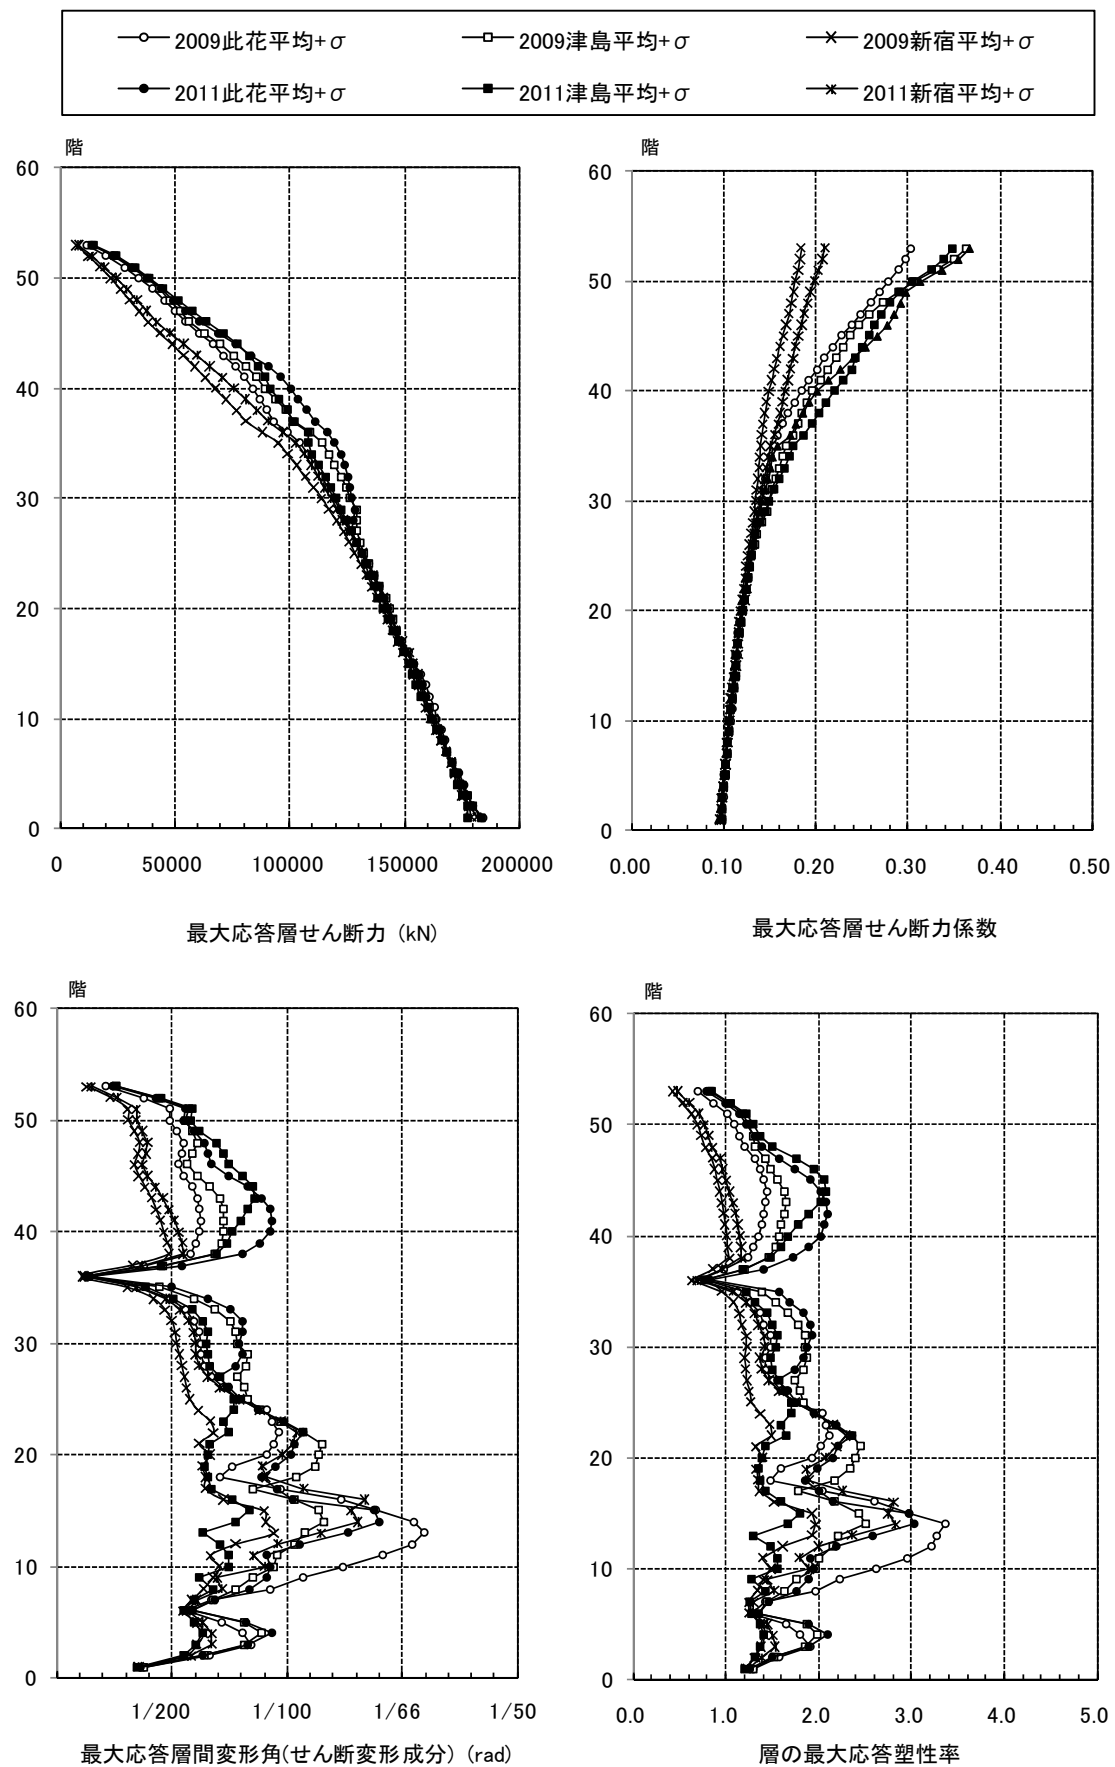 2009此花平均+σ 2009津島平均+σ 2009新宿平均+σ
2011此花平均+σ 2011津島平均+σ 2011新宿平均+σ
階 階
60 60
50 50
40 40
30 30
20 20
10 10
0 0
0 50000 100000 150000 200000 0.00 0.10 0.20 0.30 0.40 0.50
最大応答層せん断力 (kN) 最大応答層せん断力係数
階 階
60 60
50 50
40 40
30 30
20 20
10 10
0 0
1/200 1/100 1/66 1/50 0.0 1.0 2.0 3.0 4.0 5.0
最大応答層間変形角(せん断変形成分) (rad) 層の最大応答塑性率